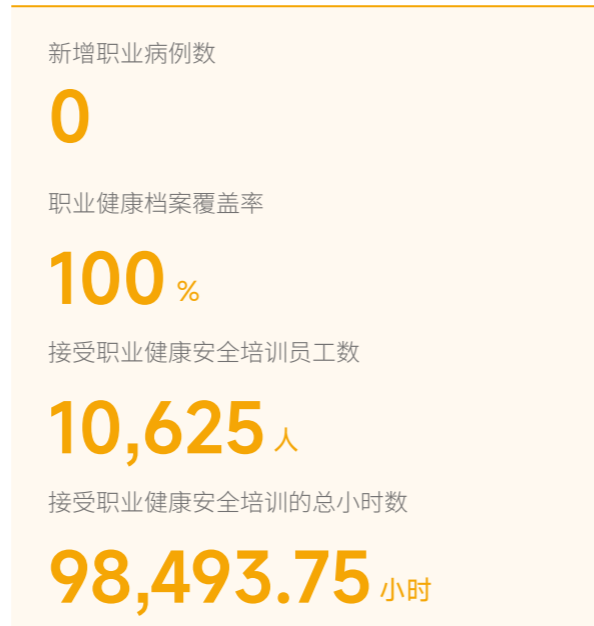 新增职业病例数
0
职业健康档案覆盖率
100 %
接受职业健康安全培训员工数
10,625 人
接受职业健康安全培训的总小时数
98,493.75 小时